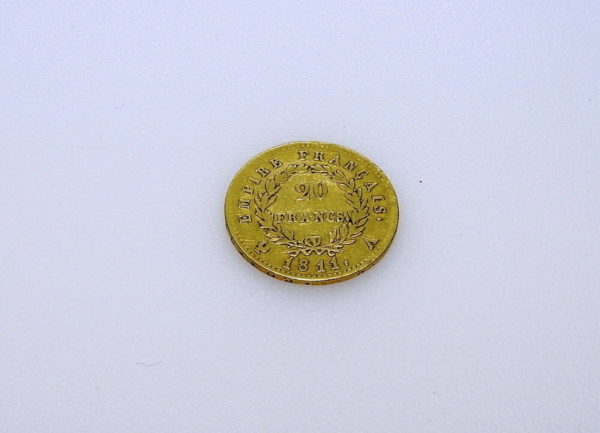 EMPIRE FRANÇAIS.
20
FRANCS.
1811.
A